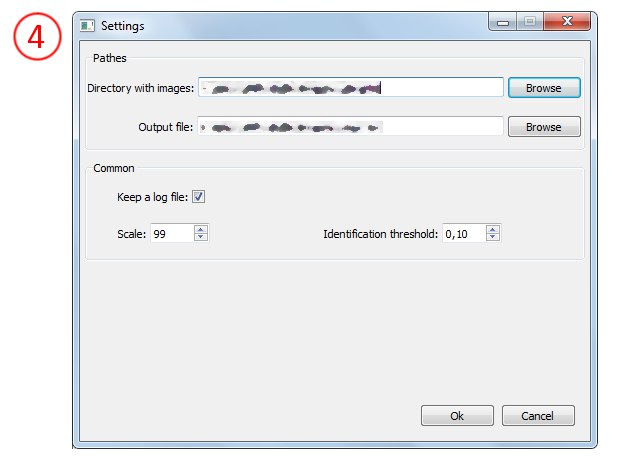 4
Settings
Pathes
Directory with images: Browse
Output file: Browse
Common
Keep a log file:
Scale: 99 Identification threshold: 0,10
Ok Cancel